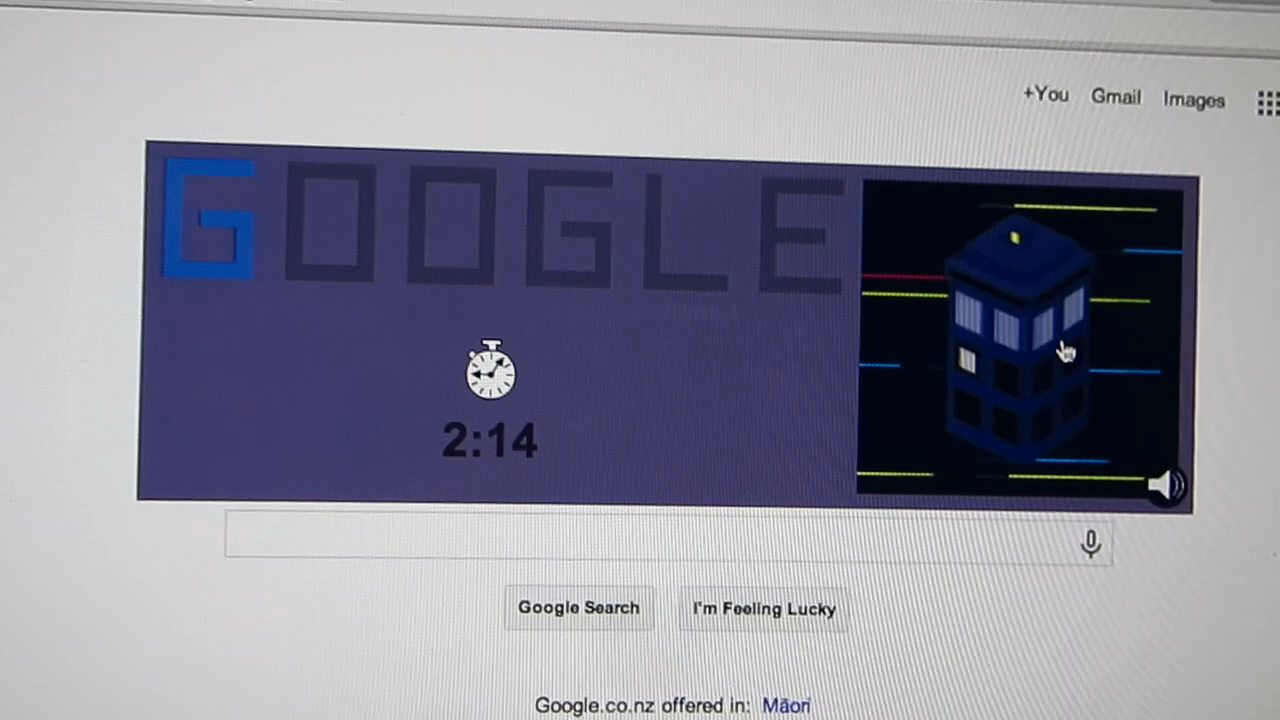 +You Gmail Images
GOOGLE
2:14
Google Search I'm Feeling Lucky
Google.co.nz offered in: Māori